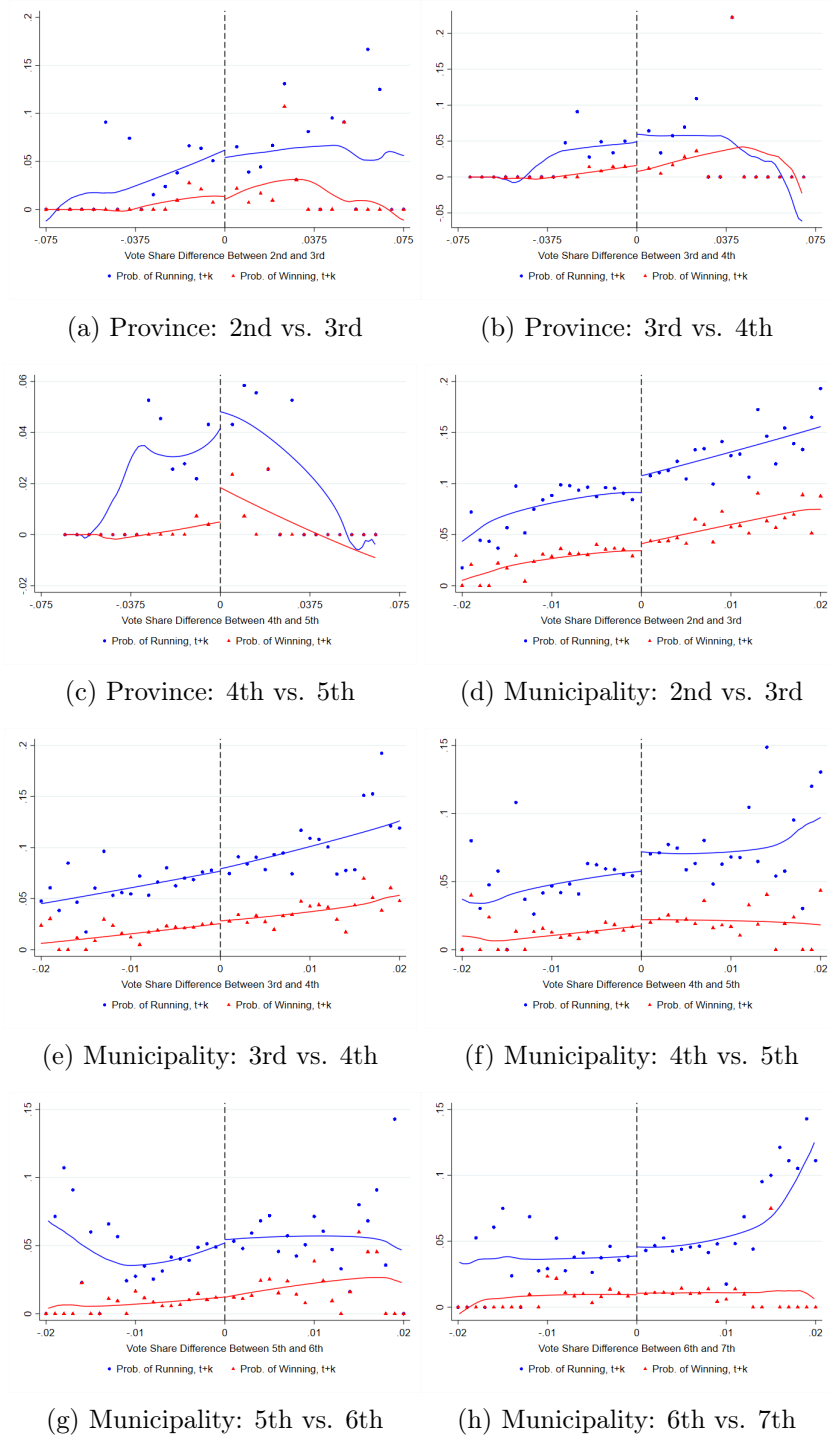 .2
.15
.1
.05
0
-.075
-.0375
0
.0375
.075
Vote Share Difference Between 2nd and 3rd
Prob. of Running, t+k
Prob. of Winning, t+k
(a) Province: 2nd vs. 3rd
.2
.15
.1
.05
0
-.05
-.075
-.0375
0
.0375
.075
Vote Share Difference Between 3rd and 4th
Prob. of Running, t+k
Prob. of Winning, t+k
(b) Province: 3rd vs. 4th
.06
.04
.02
0
-.02
-.075
-.0375
0
.0375
.075
Vote Share Difference Between 4th and 5th
Prob. of Running, t+k
Prob. of Winning, t+k
(c) Province: 4th vs. 5th
.2
.15
.1
.05
0
-.02
-.01
0
.01
.02
Vote Share Difference Between 2nd and 3rd
Prob. of Running, t+k
Prob. of Winning, t+k
(d) Municipality: 2nd vs. 3rd
.2
.15
.1
.05
0
-.02
-.01
0
.01
.02
Vote Share Difference Between 3rd and 4th
Prob. of Running, t+k
Prob. of Winning, t+k
(e) Municipality: 3rd vs. 4th
.15
.1
.05
0
-.02
-.01
0
.01
.02
Vote Share Difference Between 4th and 5th
Prob. of Running, t+k
Prob. of Winning, t+k
(f) Municipality: 4th vs. 5th
.15
.1
.05
0
-.02
-.01
0
.01
.02
Vote Share Difference Between 5th and 6th
Prob. of Running, t+k
Prob. of Winning, t+k
(g) Municipality: 5th vs. 6th
.15
.1
.05
0
-.02
-.01
0
.01
.02
Vote Share Difference Between 6th and 7th
Prob. of Running, t+k
Prob. of Winning, t+k
(h) Municipality: 6th vs. 7th